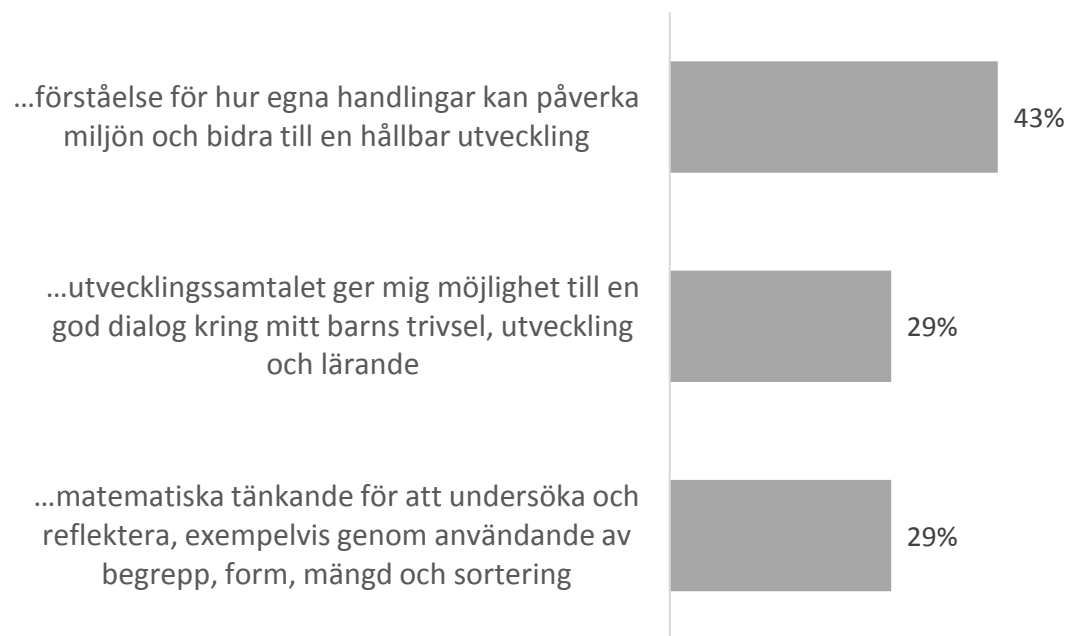 …förståelse för hur egna handlingar kan påverka
miljön och bidra till en hållbar utveckling
43%
…utvecklingssamtalet ger mig möjlighet till en
god dialog kring mitt barns trivsel, utveckling
och lärande
29%
…matematiska tänkande för att undersöka och
reflektera, exempelvis genom användande av
begrepp, form, mängd och sortering
29%